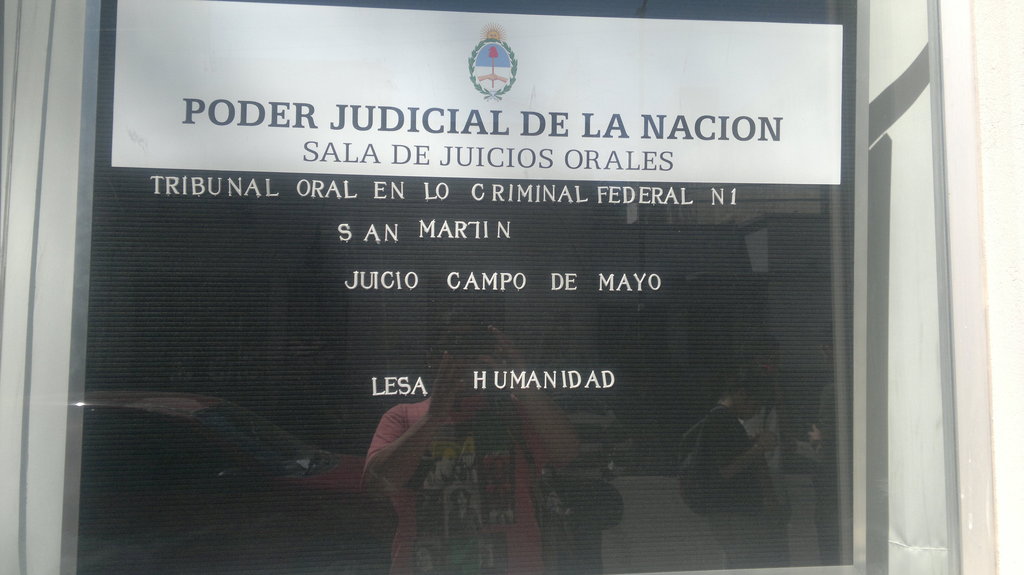 PODER JUDICIAL DE LA NACION
SALA DE JUICIOS ORALES
TRIBUNAL ORAL EN LO CRIMINAL FEDERAL N1
SAN MARTIN
JUICIO CAMPO DE MAYO
LESA HUMANIDAD